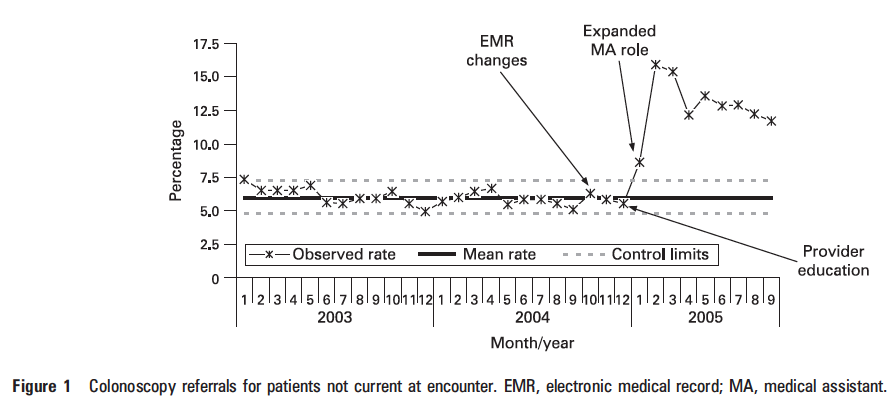 17.5
15.0
12.5
10.0
7.5
5.0
2.5
0
Percentage
EMR
changes
Expanded
MA role
Provider
education
Observed rate
Mean rate
Control limits
1 2 3 4 5 6 7 8 9 10 11 12 1 2 3 4 5 6 7 8 9 10 11 12 1 2 3 4 5 6 7 8 9
2003 2004 2005
Month/year
Figure 1 Colonoscopy referrals for patients not current at encounter. EMR, electronic medical record; MA, medical assistant.